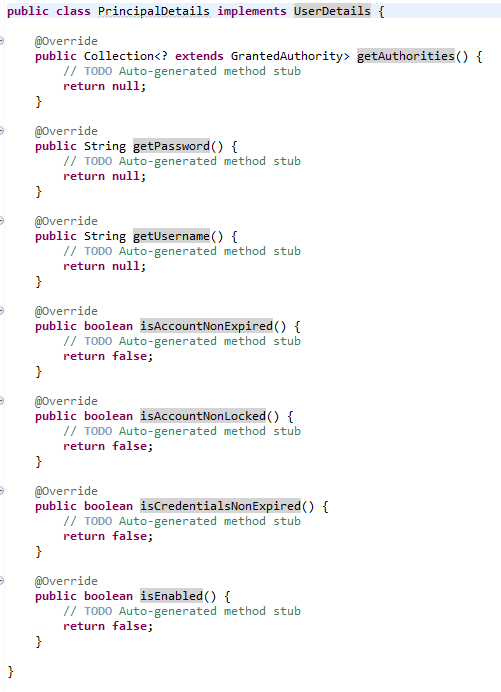 public class PrincipalDetails implements UserDetails {
@Override
public Collection<? extends GrantedAuthority> getAuthorities() {
// TODO Auto-generated method stub
return null;
}
@Override
public String getPassword() {
// TODO Auto-generated method stub
return null;
}
@Override
public String getUsername() {
// TODO Auto-generated method stub
return null;
}
@Override
public boolean isAccountNonExpired() {
// TODO Auto-generated method stub
return false;
}
@Override
public boolean isAccountNonLocked() {
// TODO Auto-generated method stub
return false;
}
@Override
public boolean isCredentialsNonExpired() {
// TODO Auto-generated method stub
return false;
}
@Override
public boolean isEnabled() {
// TODO Auto-generated method stub
return false;
}
}